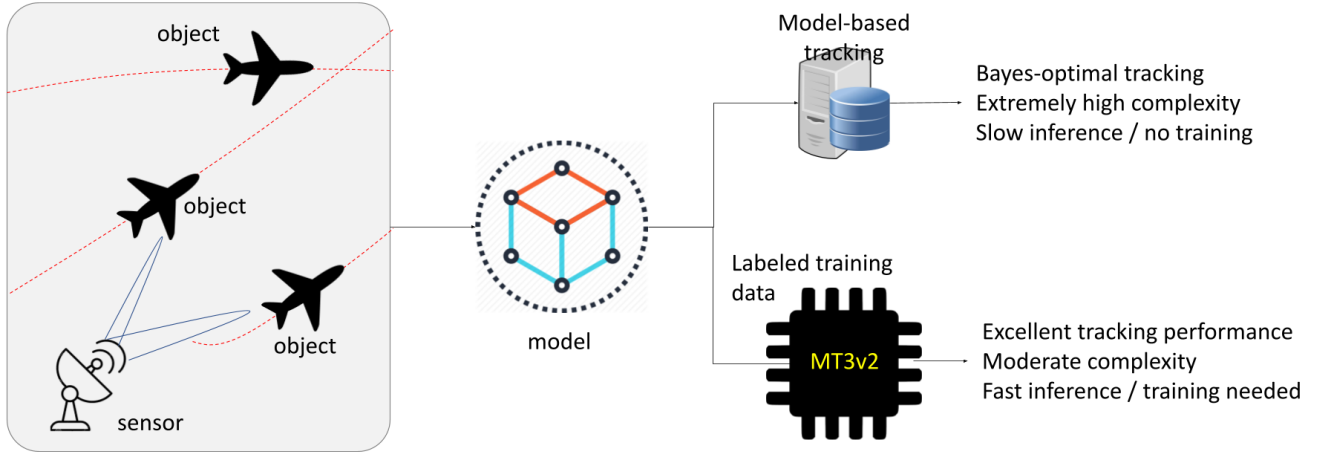 object
object
object
sensor
model
Model-based
tracking
Bayes-optimal tracking
Extremely high complexity
Slow inference / no training
Labeled training
data
MT3v2
Excellent tracking performance
Moderate complexity
Fast inference / training needed